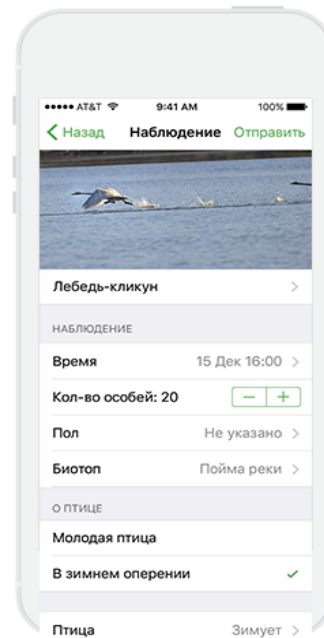 AT&T 9:41 AM 100%
Назад Наблюдение Отправить
Лебедь-кликун
НАБЛЮДЕНИЕ
Время 15 Дек 16:00
Кол-во особей: 20 − +
Пол Не указано
Биотоп Пойма реки
О ПТИЦЕ
Молодая птица
В зимнем оперении
Птица Зимует